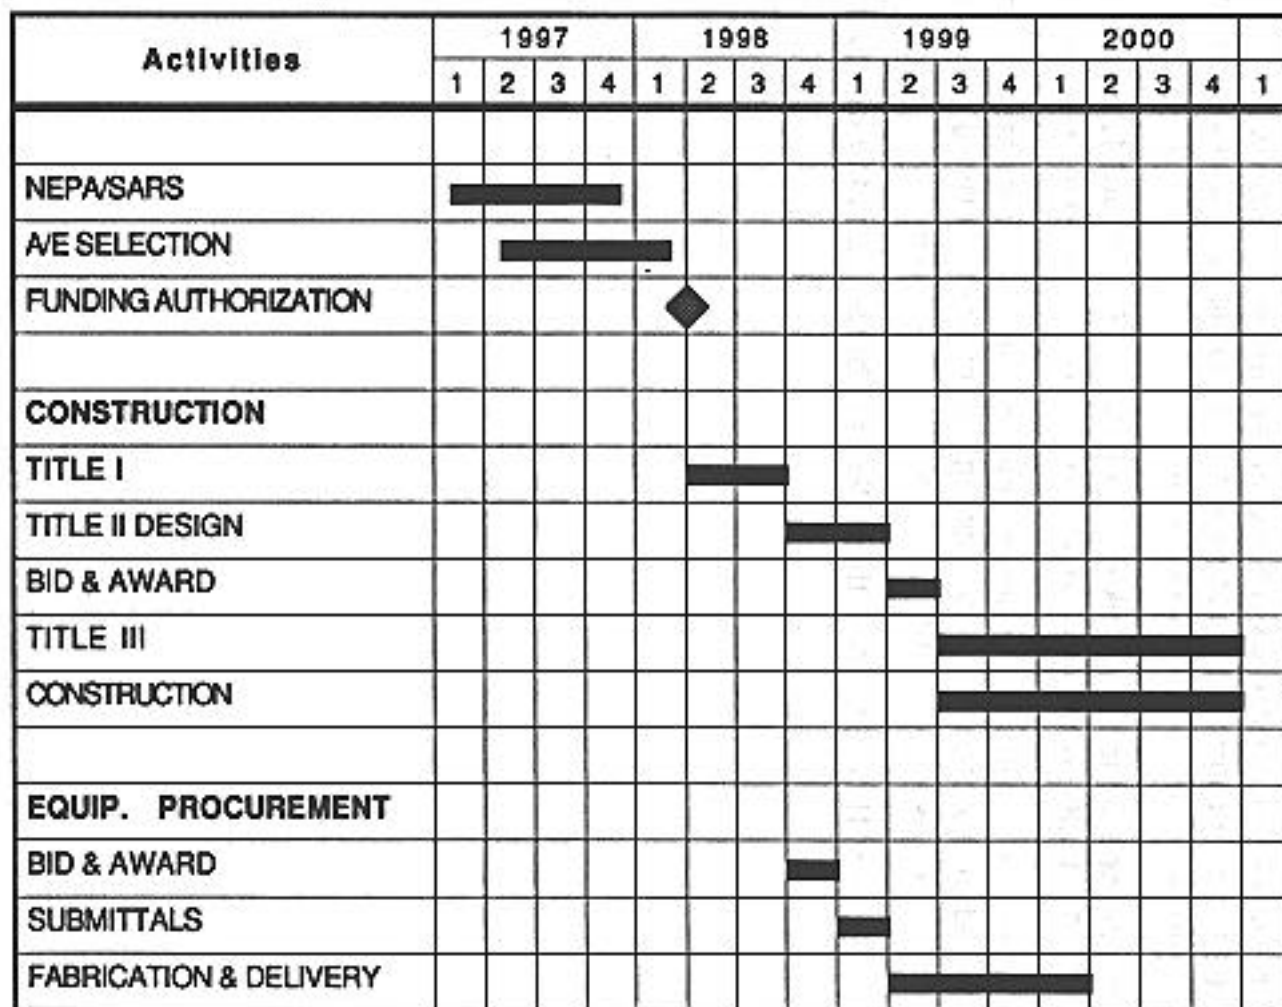 Activities 1997 1998 1999 2000
1 2 3 4 1 2 3 4 1 2 3 4 1 2 3 4 1
NEPA/SARS
A/E SELECTION
FUNDING AUTHORIZATION
CONSTRUCTION
TITLE I
TITLE II DESIGN
BID & AWARD
TITLE III
CONSTRUCTION
EQUIP. PROCUREMENT
BID & AWARD
SUBMITTALS
FABRICATION & DELIVERY